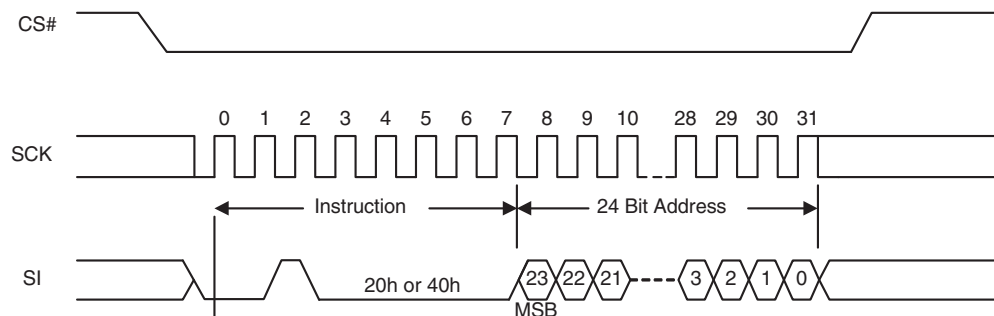 CS#
0 1 2 3 4 5 6 7 8 9 10 28 29 30 31
SCK
Instruction 24 Bit Address
SI 20h or 40h 23 22 21 3 2 1 0
MSB